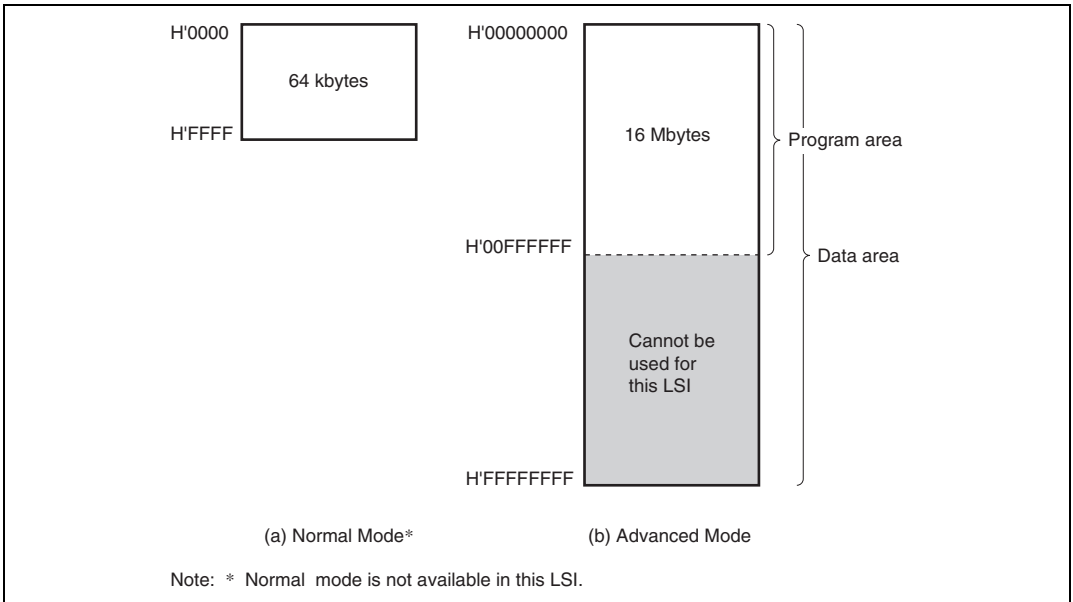 H'0000
64 kbytes
H'FFFF
H'00000000
16 Mbytes
Program area
H'00FFFFFF
Data area
Cannot be
used for
this LSI
H'FFFFFFFF
(a) Normal Mode*
(b) Advanced Mode
Note: * Normal mode is not available in this LSI.